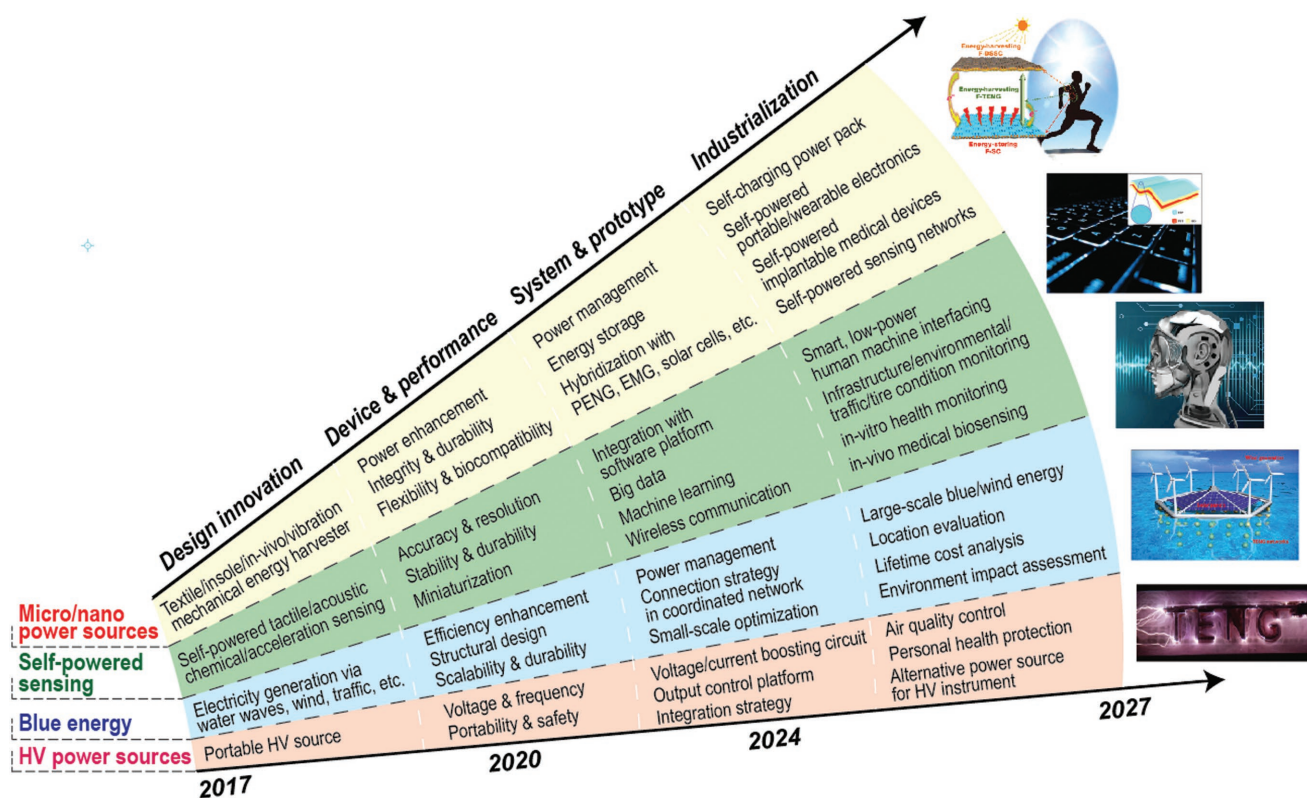 Design innovation
Device & performance
System & prototype
Industrialization
Micro/nano
power sources
Textile/insole/in-vivo/vibration
mechanical energy harvester
Power enhancement
Integrity & durability
Flexibility & biocompatibility
Power management
Energy storage
Hybridization with
PENG, EMG, solar cells, etc.
Self-charging power pack
Self-powered
portable/wearable electronics
Self-powered
implantable medical devices
Self-powered sensing networks
Self-powered
sensing
Self-powered tactile/acoustic
chemical/acceleration sensing
Accuracy & resolution
Stability & durability
Miniaturization
Integration with
software platform
Big data
Machine learning
Wireless communication
Smart, low-power
human machine interfacing
Infrastructure/environmental/
traffic/tire condition monitoring
in-vitro health monitoring
in-vivo medical biosensing
Blue energy
Electricity generation via
water waves, wind, traffic, etc.
Efficiency enhancement
Structural design
Scalability & durability
Power management
Connection strategy
in coordinated network
Small-scale optimization
Large-scale blue/wind energy
Location evaluation
Lifetime cost analysis
Environment impact assessment
HV power sources
Portable HV source
Voltage & frequency
Portability & safety
Voltage/current boosting circuit
Output control platform
Integration strategy
Air quality control
Personal health protection
Alternative power source
for HV instrument
2017
2020
2024
2027
Energy-harvesting
F-DSSC
Energy-harvesting
F-TENG
Energy-storing
F-SC
TENG